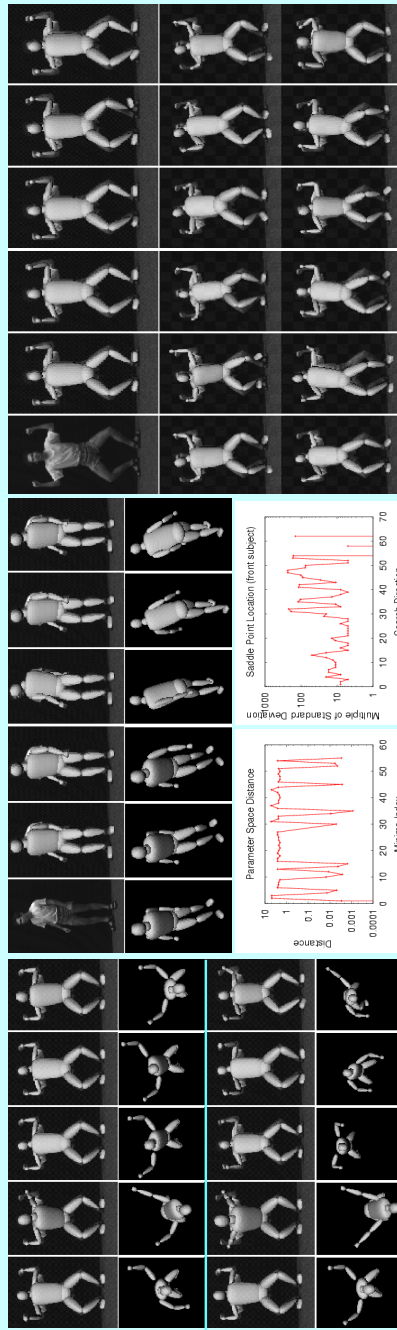 Parameter Space Distance
Distance
10
1
0.1
0.01
0.001
0.0001
0 10 20 30 40 50 60
Minima Index
Saddle Point Location (front subject)
Multiple of Standard Deviation
1000
100
10
1
0 10 20 30 40 50 60 70